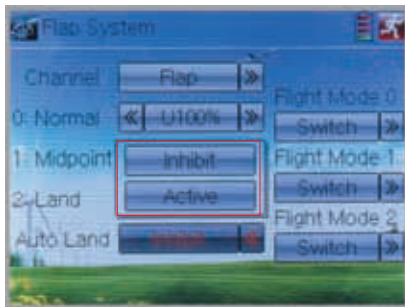 Flap System
Channel Flap
Flight Mode 0
0: Normal U100%
Switch
1: Midpoint Inhibit
Flight Mode 1
2: Land Active
Switch
Flight Mode 2
Auto Land
Switch